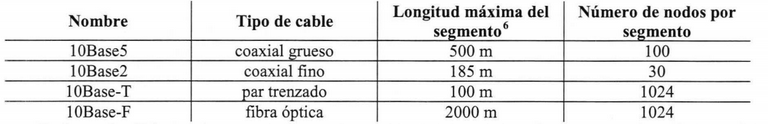 Nombre Tipo de cable Longitud máxima del segmento⁶ Número de nodos por segmento
10Base5 coaxial grueso 500 m 100
10Base2 coaxial fino 185 m 30
10Base-T par trenzado 100 m 1024
10Base-F fibra óptica 2000 m 1024